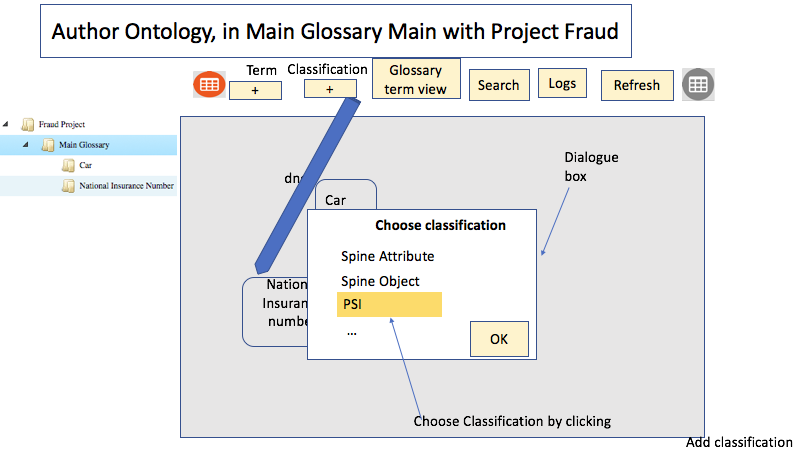 Author Ontology, in Main Glossary Main with Project Fraud
Term
+
Classification
+
Glossary
term view
Search
Logs
Refresh
Fraud Project
Main Glossary
Car
National Insurance Number
Dialogue
box
Car
Choose classification
Spine Attribute
Spine Object
PSI
...
OK
Choose Classification by clicking
Add classification